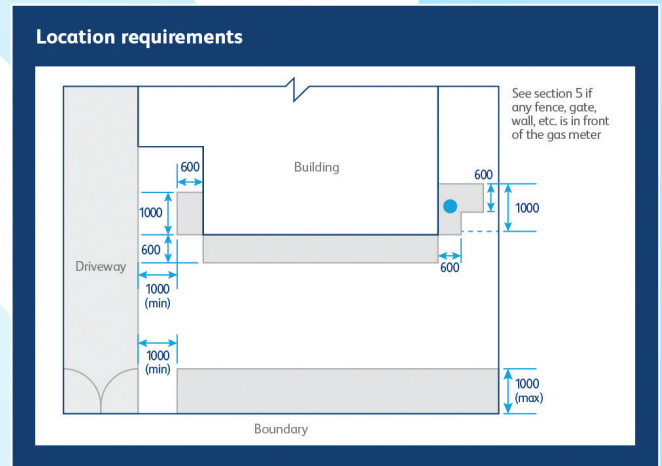 Location requirements
See section 5 if
any fence, gate,
wall, etc. is in front
of the gas meter
Building
600
600
1000
1000
600
600
Driveway
1000
(min)
1000
(min)
1000
(max)
Boundary